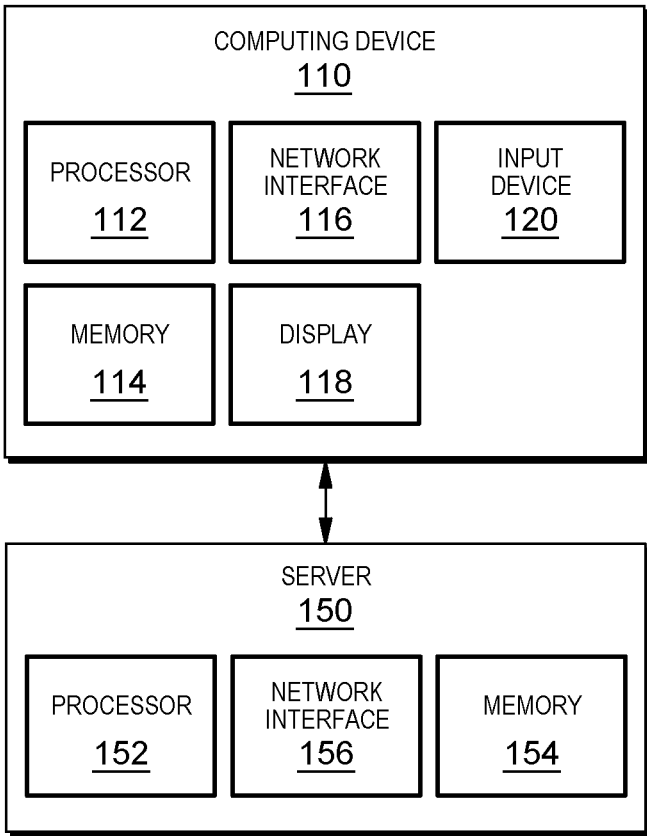 COMPUTING DEVICE
110
PROCESSOR
112
NETWORK
INTERFACE
116
INPUT
DEVICE
120
MEMORY
114
DISPLAY
118
SERVER
150
PROCESSOR
152
NETWORK
INTERFACE
156
MEMORY
154